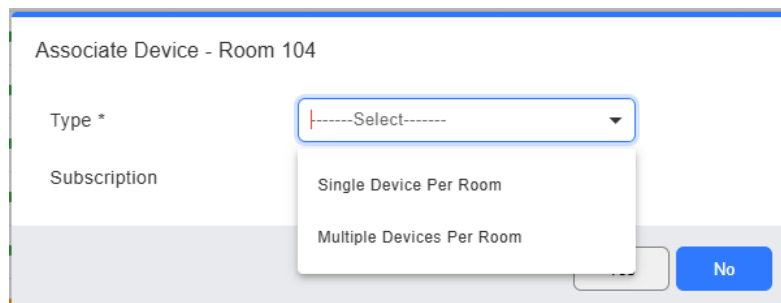 Associate Device - Room 104
Type *
-------Select-------
Subscription
Single Device Per Room
Multiple Devices Per Room
No